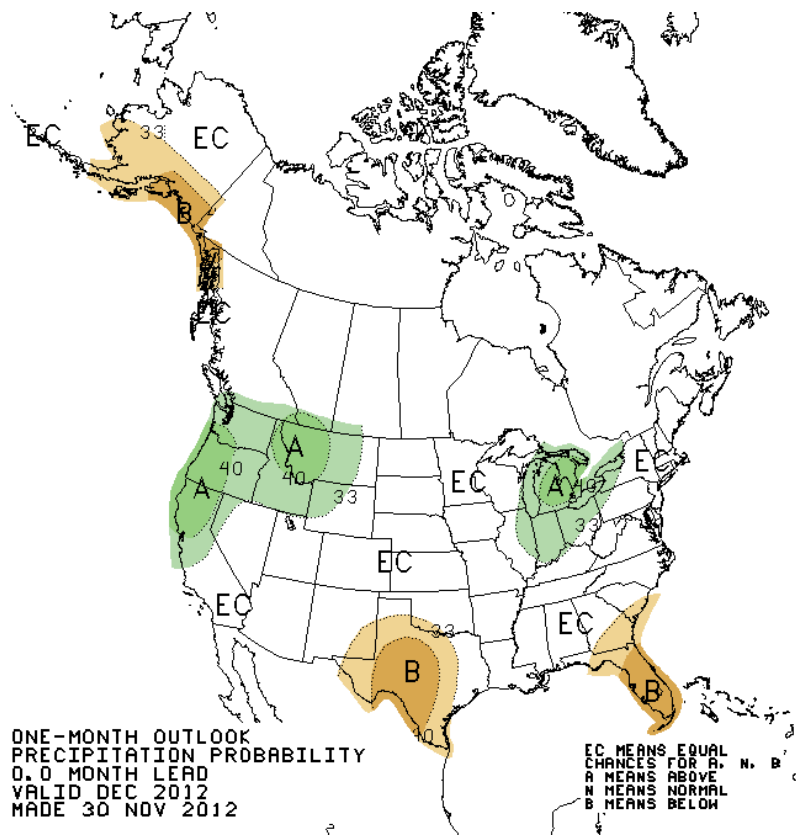 33
EC
EC
B
EC
A
40
A
40
33
EC
A
40
33
EC
EC
EC
EC
33
B
40
B
ONE-MONTH OUTLOOK
PRECIPITATION PROBABILITY
0.0 MONTH LEAD
VALID DEC 2012
MADE 30 NOV 2012
EC MEANS EQUAL
CHANCES FOR A, N, B
A MEANS ABOVE
N MEANS NORMAL
B MEANS BELOW